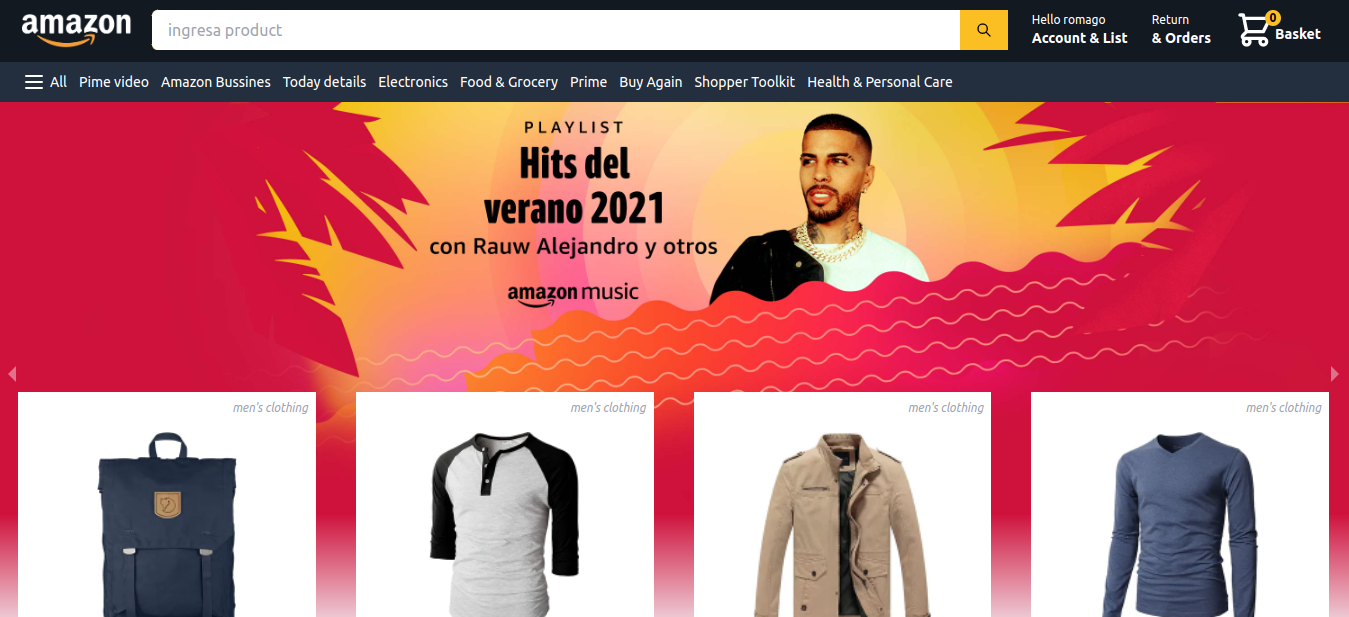 amazon
ingresa product
Hello romago
Account & List
Return
& Orders
0
Basket
All Pime video Amazon Bussines Today details Electronics Food & Grocery Prime Buy Again Shopper Toolkit Health & Personal Care
PLAYLIST
Hits del
verano 2021
con Rauw Alejandro y otros
amazon music
men's clothing
men's clothing
men's clothing
men's clothing